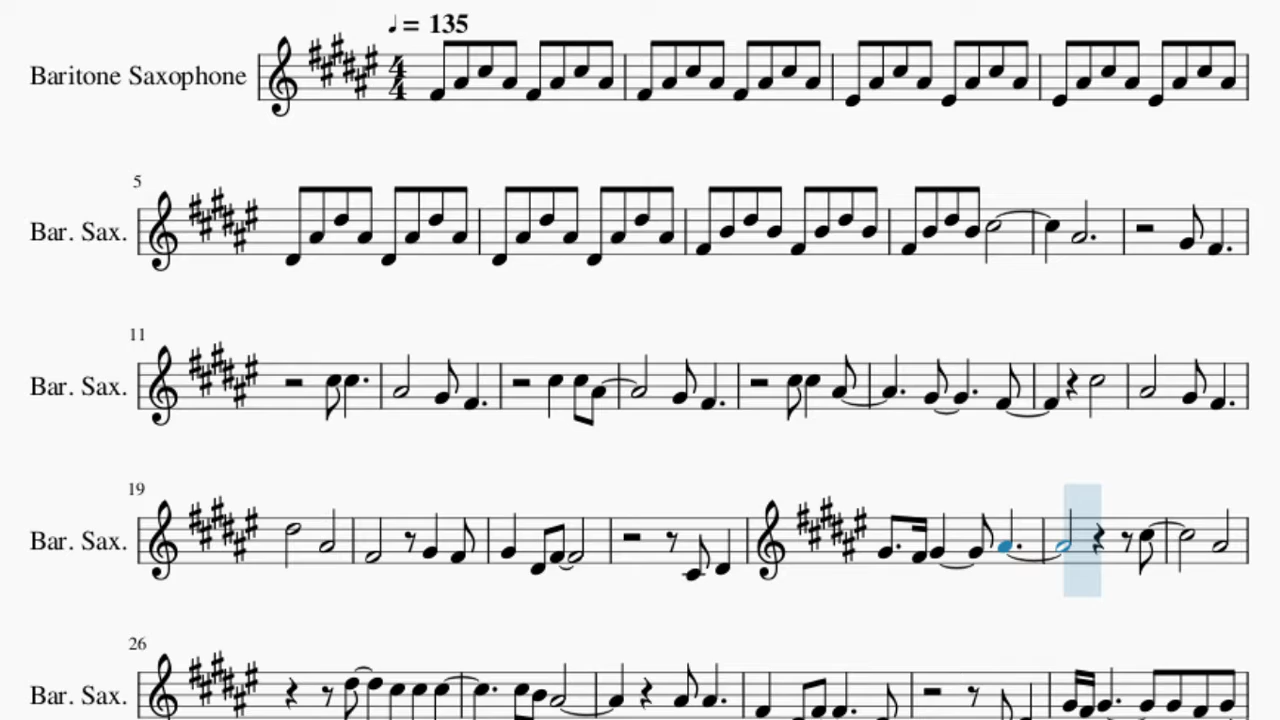 ♩= 135
Baritone Saxophone
4
4
5
Bar. Sax.
11
Bar. Sax.
19
Bar. Sax.
26
Bar. Sax.